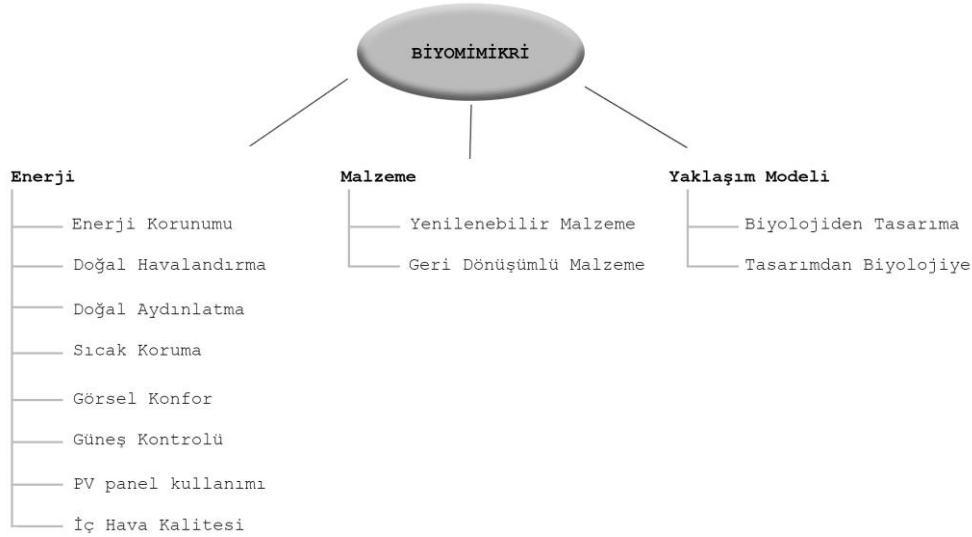 BİYOMİMİKRİ
Enerji
Enerji Korunumu
Doğal Havalandırma
Doğal Aydınlatma
Sıcak Koruma
Görsel Konfor
Güneş Kontrolü
PV panel kullanımı
İç Hava Kalitesi
Malzeme
Yenilenebilir Malzeme
Geri Dönüşümlü Malzeme
Yaklaşım Modeli
Biyolojiden Tasarıma
Tasarımdan Biyolojiye